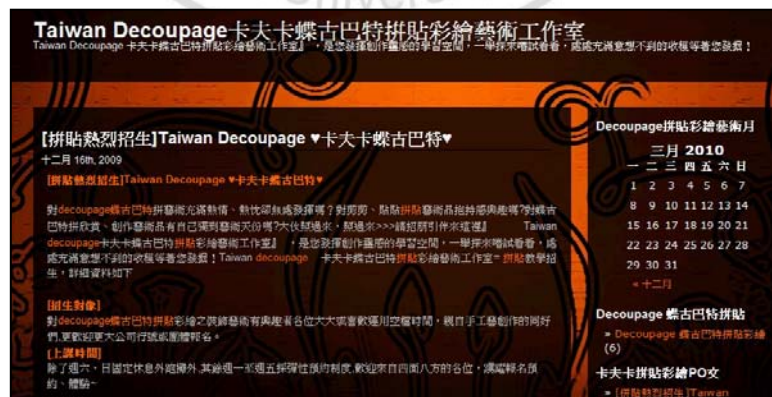 Taiwan Decoupage卡夫卡蝶古巴特拼貼彩繪藝術工作室
Taiwan Decoupage 卡夫卡蝶古巴特拼貼彩繪藝術工作室』 ，是您發揮創作靈感的學習空間，一學採來嚐試看看，處處充滿意想不到的收穫等著您發掘！
[拼貼熱烈招生]Taiwan Decoupage ♥卡夫卡蝶古巴特♥
十二月 16th, 2009
[拼貼熱烈招生]Taiwan Decoupage ♥卡夫卡蝶古巴特♥
對decoupage蝶古巴特拼藝術充滿熱情、熱忱卻無處發揮嗎？對剪剪、貼貼拼貼藝術品抱持感興趣嗎?對蝶古
巴特拼欣賞、創作藝術品有自己獨到藝術天份嗎?大伙照過來，照過來>>>請招朋引伴來這裡』 Taiwan
decoupage卡夫卡蝶古巴特拼貼彩繪藝術工作室』 ，是您發揮創作靈感的學習空間，一學採來嚐試看看，處
處充滿意想不到的收穫等著您發掘！Taiwan decoupage 卡夫卡蝶古巴特拼貼彩繪藝術工作室= 拼貼教學招
生，詳細資料如下
[招生對像]
對decoupage蝶古巴特拼貼彩繪之裝飾藝術有興趣者各位大大或喜歡運用空檔時間，親自手工藝創作的同好
們,更歡迎更大公司行號或團體報名。
[上課時間]
除了週六、日固定休息外庭擺外,其餘週一至週五採彈性預約制度,歡迎來自四面八方的各位，踴躍報名預
約、體驗~
Decoupage拼貼彩繪藝術月
三月 2010
一 二 三 四 五 六 日
1 2 3 4 5 6 7
8 9 10 11 12 13 14
15 16 17 18 19 20 21
22 23 24 25 26 27 28
29 30 31
« 十二月
Decoupage 蝶古巴特拼貼
» Decoupage 蝶古巴特拼貼彩繪
(6)
卡夫卡拼貼彩繪PO文
» [拼貼熱烈招生]Taiwan